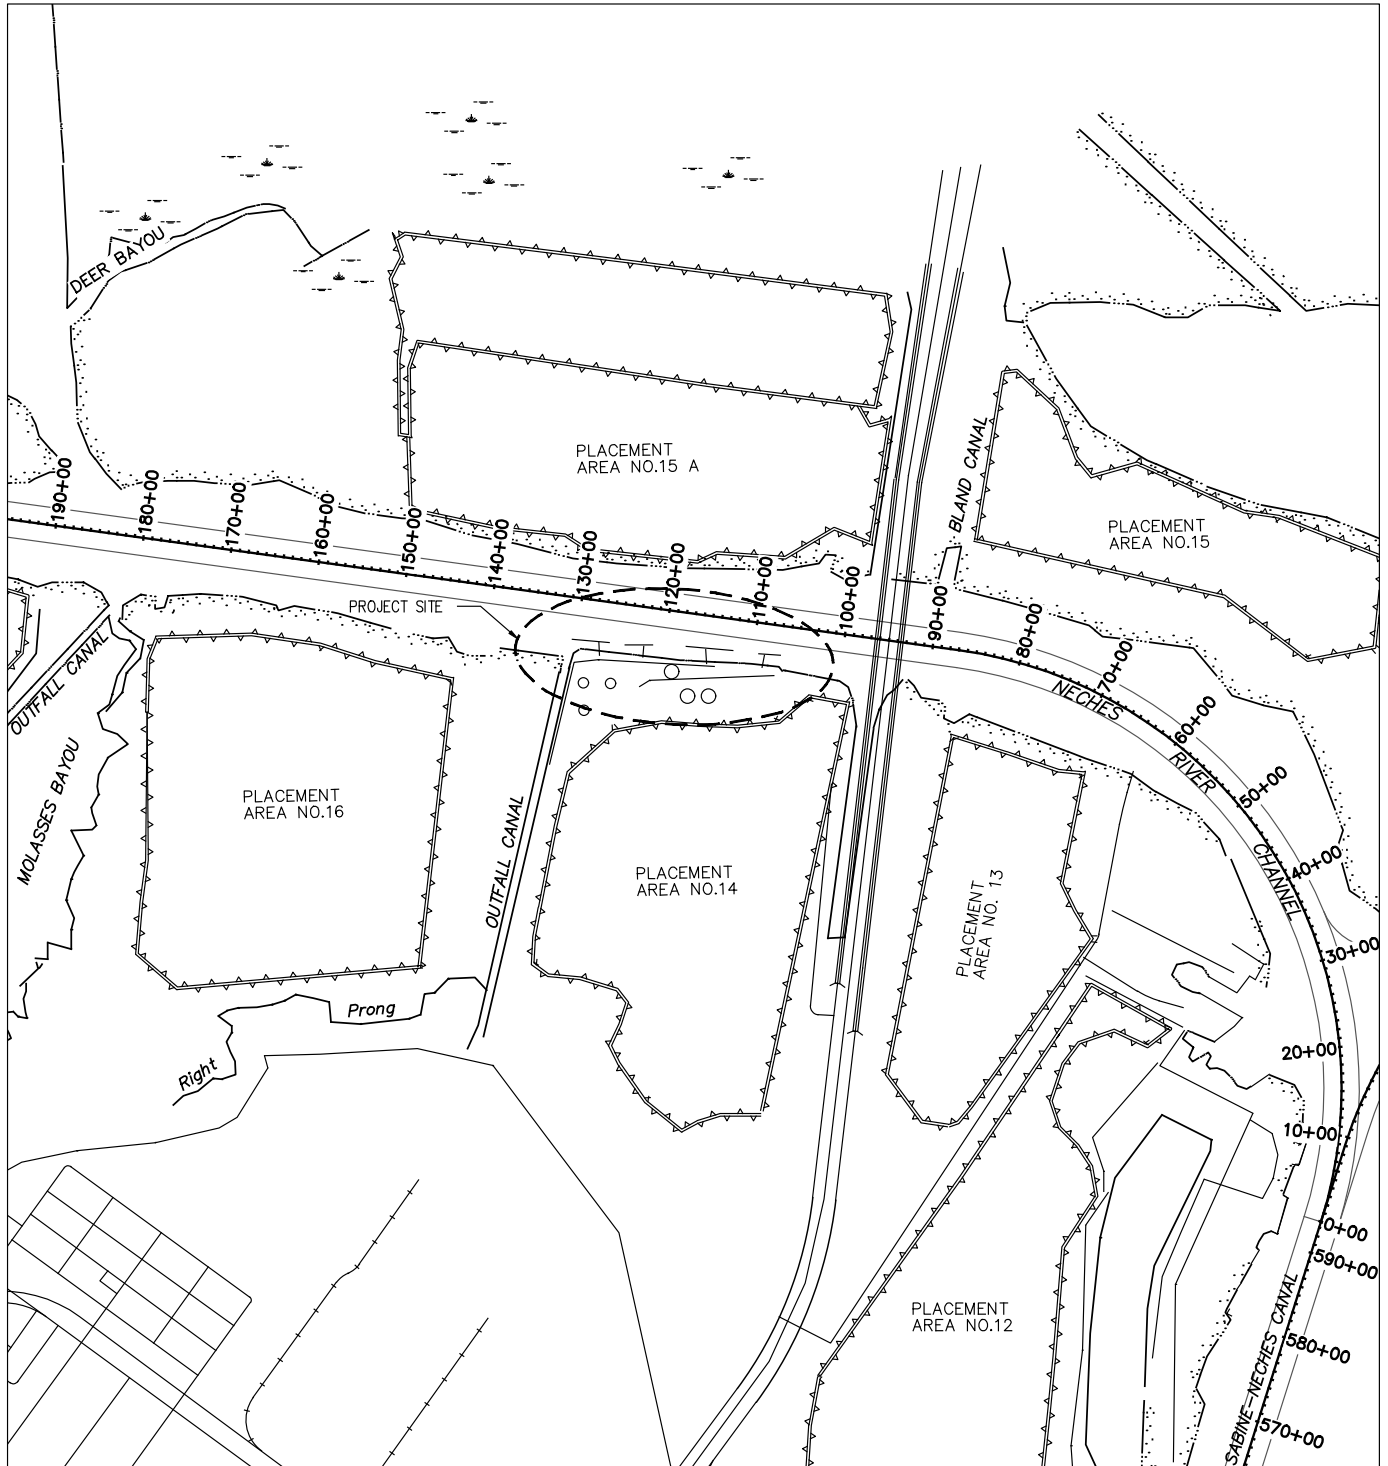 DEER BAYOU
PLACEMENT
AREA NO.15 A
BLAND CANAL
PLACEMENT
AREA NO.15
190+00
180+00
170+00
160+00
150+00
140+00
130+00
120+00
110+00
100+00
90+00
80+00
70+00
60+00
50+00
40+00
30+00
20+00
10+00
0+00
590+00
580+00
570+00
PROJECT SITE
NECHES
RIVER
CHANNEL
OUTFALL CANAL
MOLASSES BAYOU
PLACEMENT
AREA NO.16
OUTFALL CANAL
PLACEMENT
AREA NO.14
PLACEMENT
AREA NO. 13
Prong
Right
PLACEMENT
AREA NO.12
SABINE-NECHES CANAL